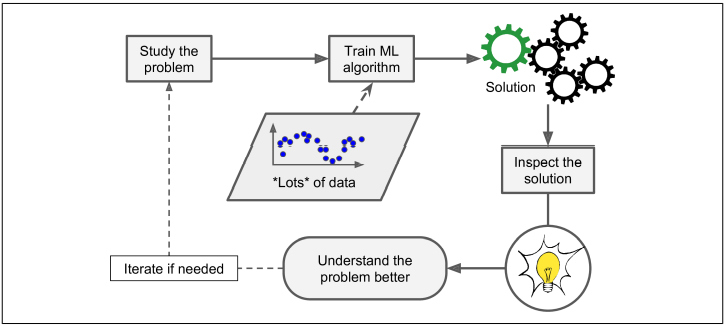 Study the
problem
Train ML
algorithm
Solution
*Lots* of data
Inspect the
solution
Understand the
problem better
Iterate if needed